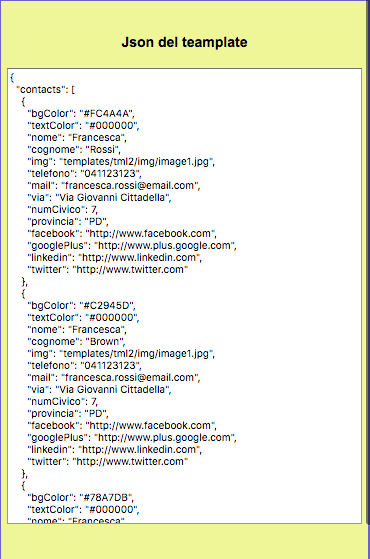 Json del teamplate
{
"contacts": [
{
"bgColor": "#FC4A4A",
"textColor": "#000000",
"nome": "Francesca",
"cognome": "Rossi",
"img": "templates/tml2/img/image1.jpg",
"telefono": "041123123",
"mail": "francesca.rossi@email.com",
"via": "Via Giovanni Cittadella",
"numCivico": 7,
"provincia": "PD",
"facebook": "http://www.facebook.com",
"googlePlus": "http://www.plus.google.com",
"linkedin": "http://www.linkedin.com",
"twitter": "http://www.twitter.com"
},
{
"bgColor": "#C2945D",
"textColor": "#000000",
"nome": "Francesca",
"cognome": "Brown",
"img": "templates/tml2/img/image1.jpg",
"telefono": "041123123",
"mail": "francesca.rossi@email.com",
"via": "Via Giovanni Cittadella",
"numCivico": 7,
"provincia": "PD",
"facebook": "http://www.facebook.com",
"googlePlus": "http://www.plus.google.com",
"linkedin": "http://www.linkedin.com",
"twitter": "http://www.twitter.com"
},
{
"bgColor": "#78A7DB",
"textColor": "#000000",
"nome": "Francesca",